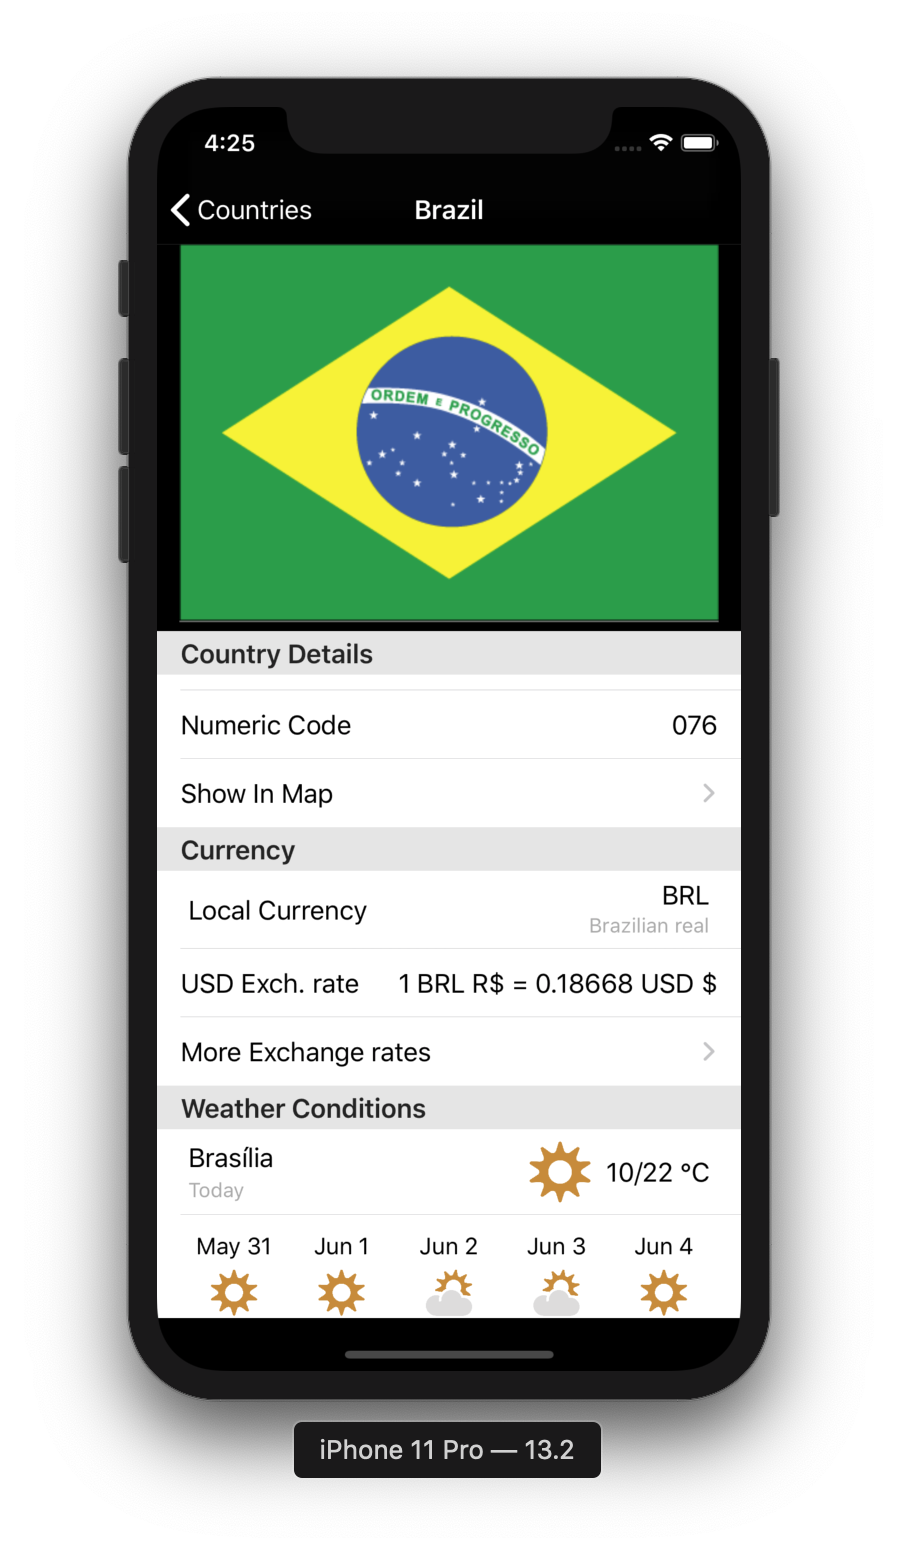 4:25
Countries
Brazil
ORDEM E PROGRESSO
Country Details
Numeric Code 076
Show In Map
Currency
Local Currency BRL
Brazilian real
USD Exch. rate 1 BRL R$ = 0.18668 USD $
More Exchange rates
Weather Conditions
Brasília 10/22 °C
Today
May 31 Jun 1 Jun 2 Jun 3 Jun 4
iPhone 11 Pro — 13.2